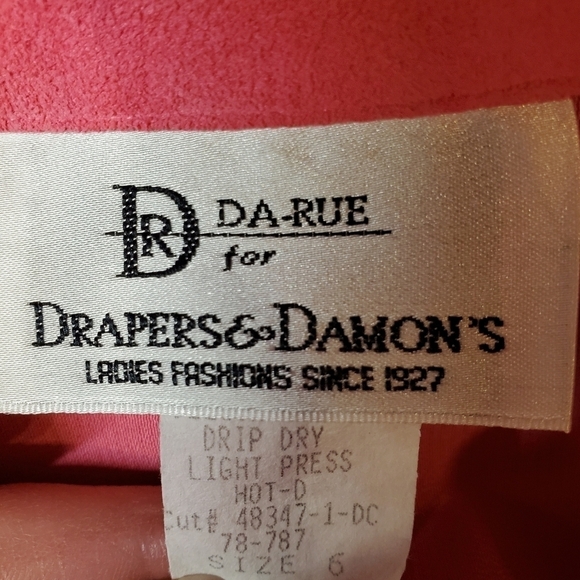 DR DA-RUE
for
DRAPERS & DAMON'S
LADIES FASHIONS SINCE 1927
DRIP DRY
LIGHT PRESS
HOT-D
Cut# 48347-1-DC
78-787
SIZE 6